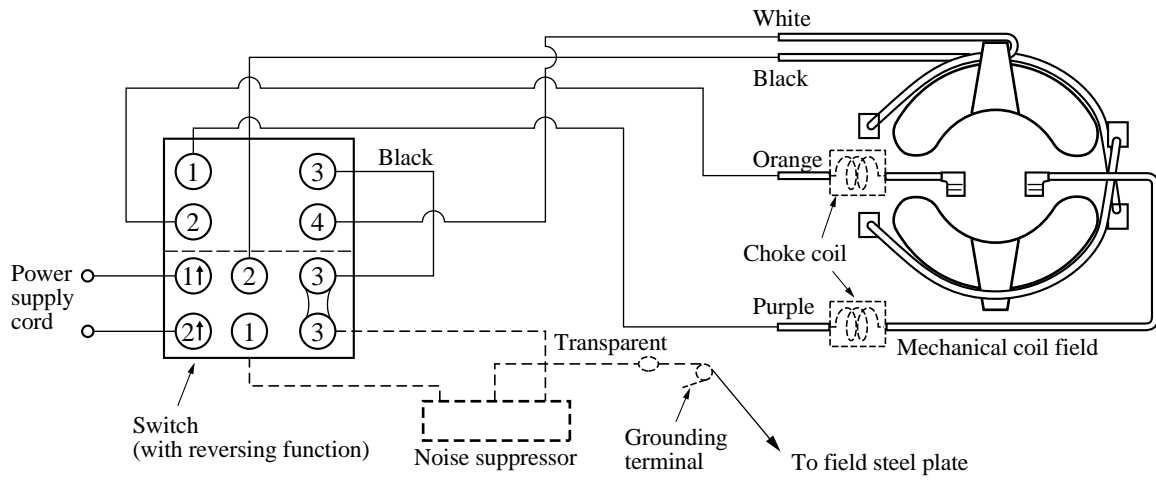 White
Black
Orange
Choke coil
Purple
Mechanical coil field
Black
1 3
2 4
1 2 3
2 1 3
Power
supply
cord
Switch
(with reversing function)
Transparent
Noise suppressor
Grounding
terminal
To field steel plate